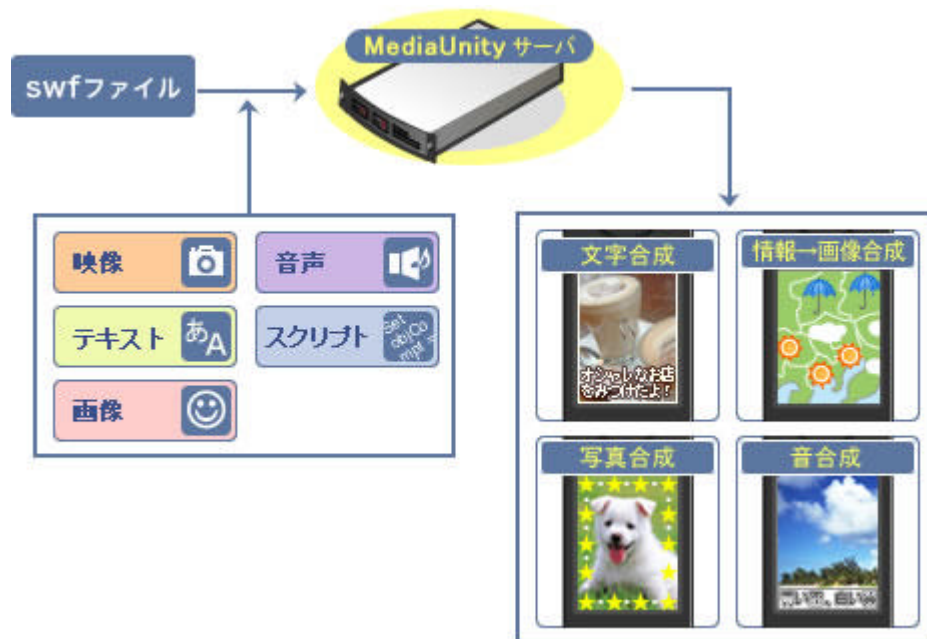 MediaUnity サーバ
swfファイル
映像
音声
テキスト
あA
スクリプト
画像
文字合成
オシャレなお店
をみつけたよ!
情報→画像合成
写真合成
音合成